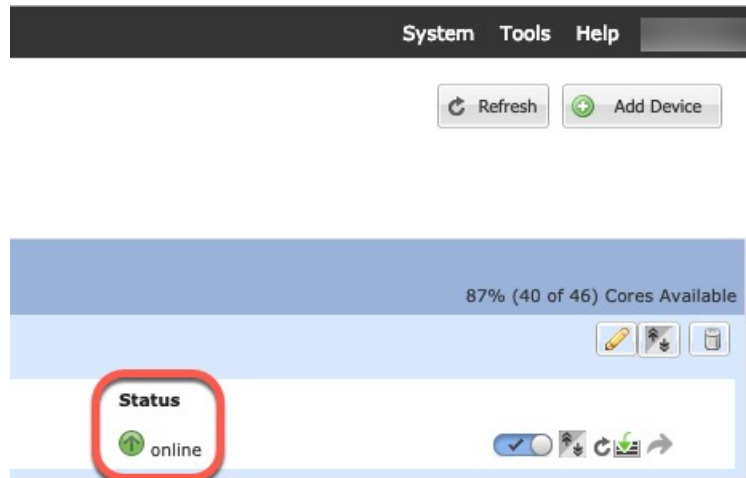 System Tools Help
Refresh Add Device
87% (40 of 46) Cores Available
Status
online